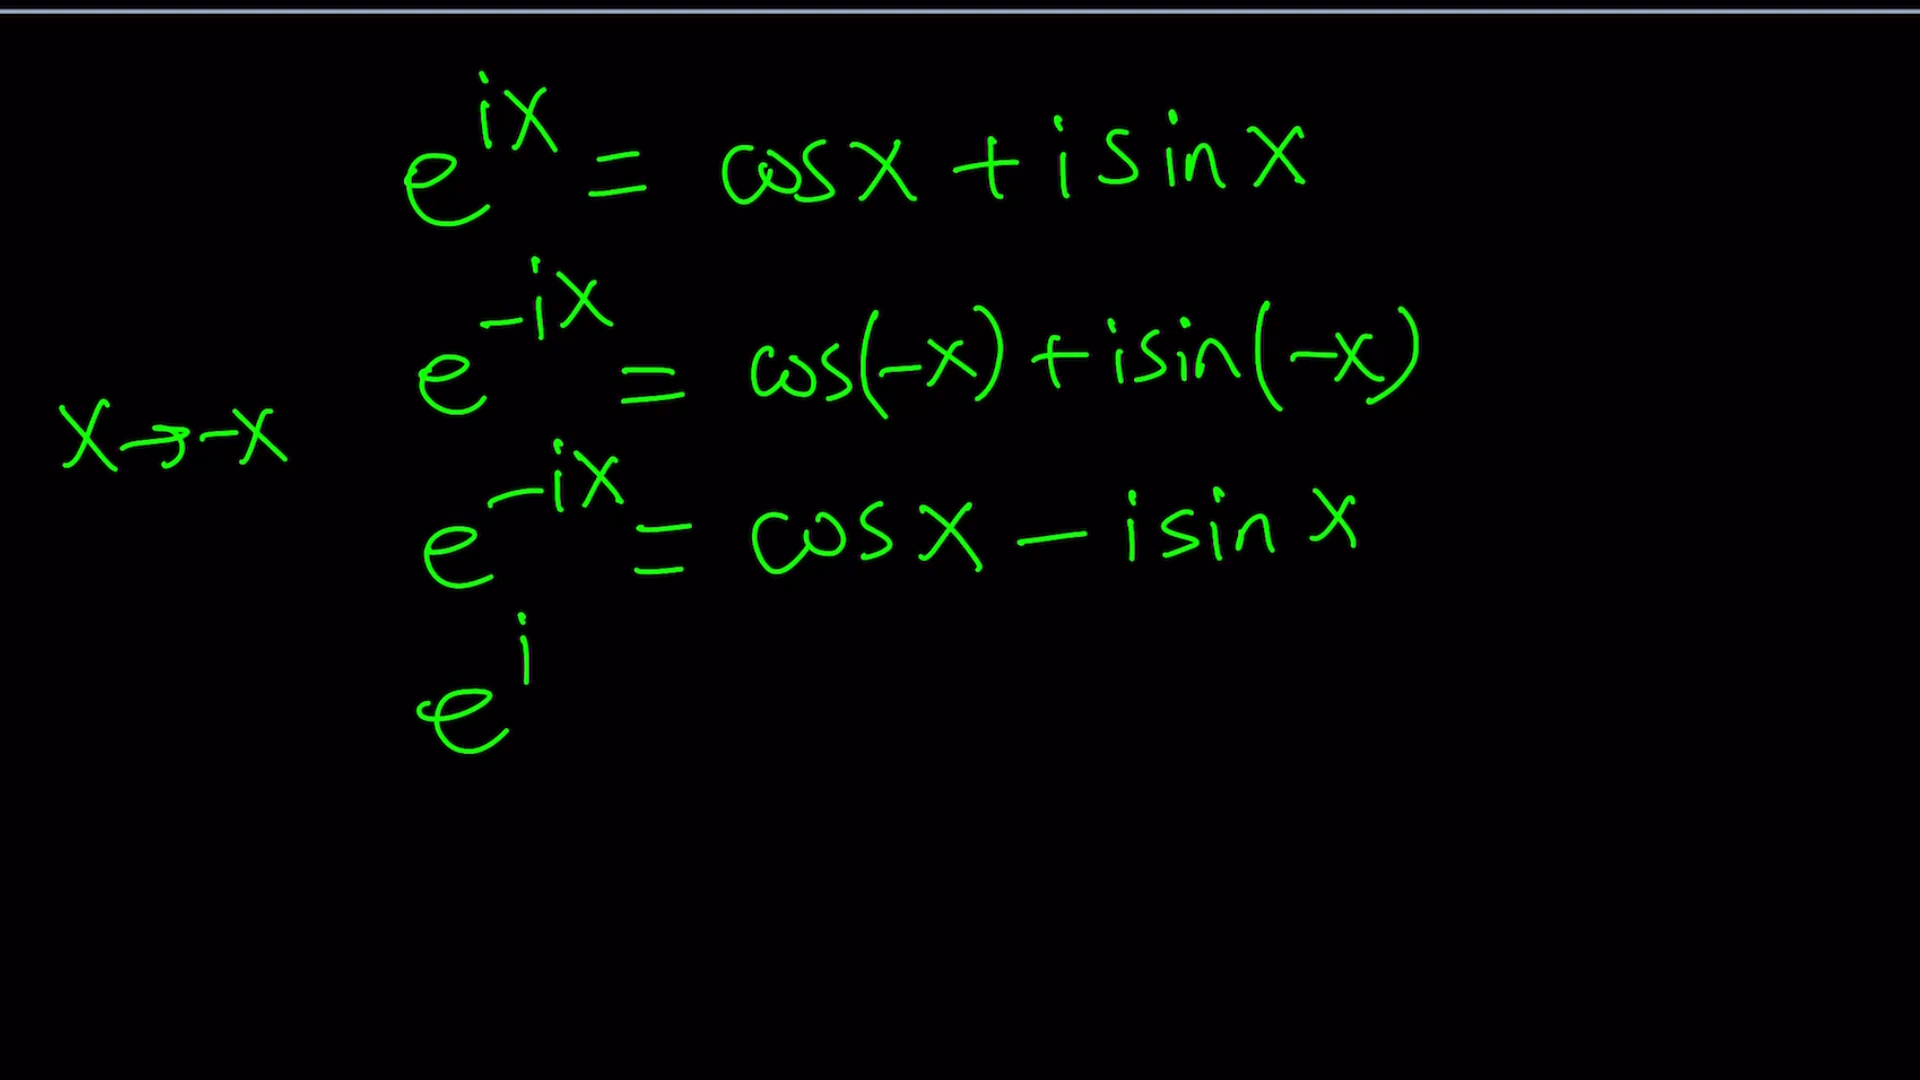 e^{ix} = cos x + i sin x
e^{-ix} = cos(-x) + i sin(-x)
x → -x
e^{-ix} = cos x - i sin x
e^{i}